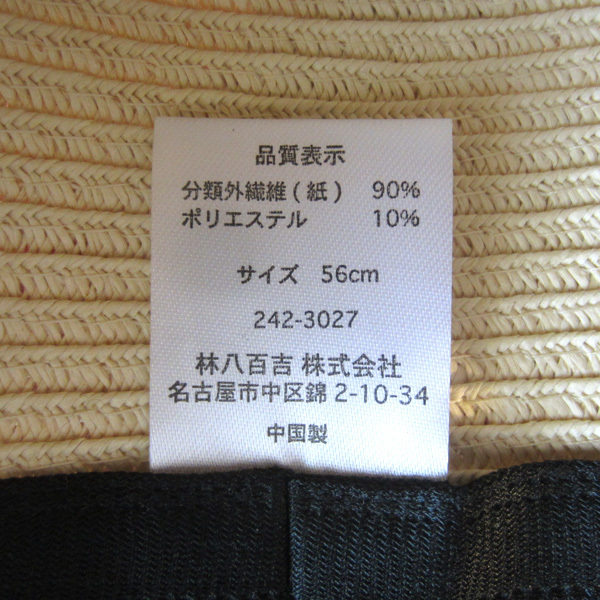 品質表示
分類外繊維(紙) 90%
ポリエステル 10%
サイズ 56cm
242-3027
林八百吉 株式会社
名古屋市中区錦 2-10-34
中国製